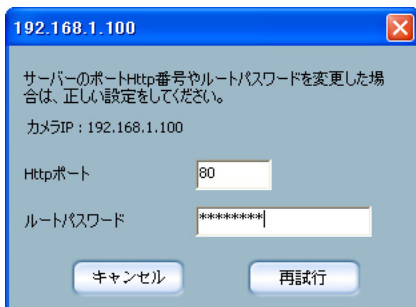 192.168.1.100
サーバーのポートHttp番号やルートパスワードを変更した場
合は、正しい設定をしてください。
カメラIP : 192.168.1.100
Httpポート 80
ルートパスワード ********
キャンセル 再試行